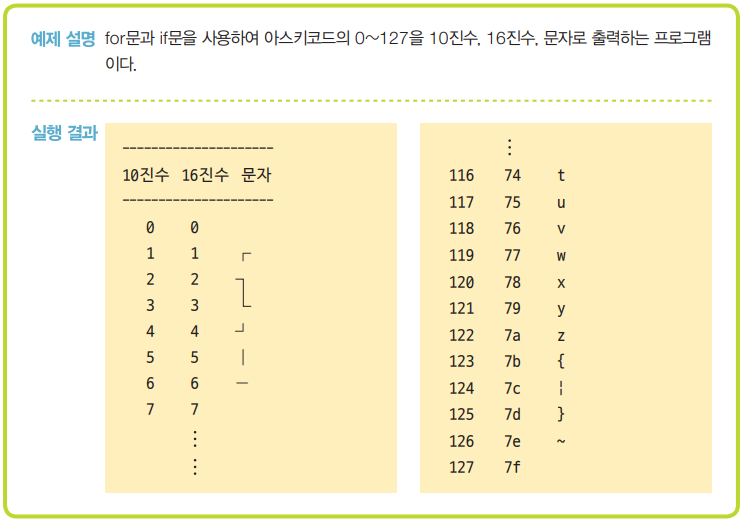 예제 설명 for문과 if문을 사용하여 아스키코드의 0~127을 10진수, 16진수, 문자로 출력하는 프로그램
이다.
실행 결과
---------------------
10진수 16진수 문자
---------------------
0 0
1 1 ┌
2 2 ┐
3 3 └
4 4 ┘
5 5 │
6 6 ─
7 7
⋮
⋮
⋮
116 74 t
117 75 u
118 76 v
119 77 w
120 78 x
121 79 y
122 7a z
123 7b {
124 7c ¦
125 7d }
126 7e ~
127 7f